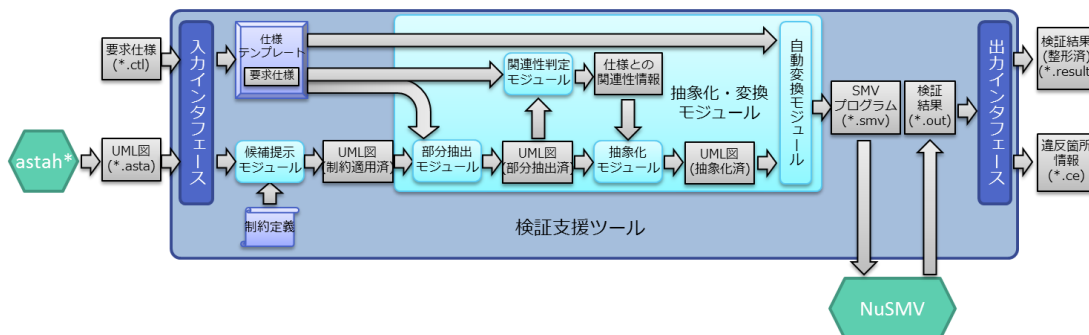 要求仕様
(*.ctl)
astah*
UML図
(*.asta)
入力インタフェース
仕様
テンプレート
要求仕様
候補提示
モジュール
制約定義
UML図
(制約適用済)
部分抽出
モジュール
関連性判定
モジュール
UML図
(部分抽出済)
仕様との
関連性情報
抽象化
モジュール
抽象化・変換
モジュール
UML図
(抽象化済)
自動変換モジュール
SMV
プログラム
(*.smv)
検証
結果
(*.out)
出力インタフェース
検証結果
(整形済)
(*.result)
違反箇所
情報
(*.ce)
検証支援ツール
NuSMV